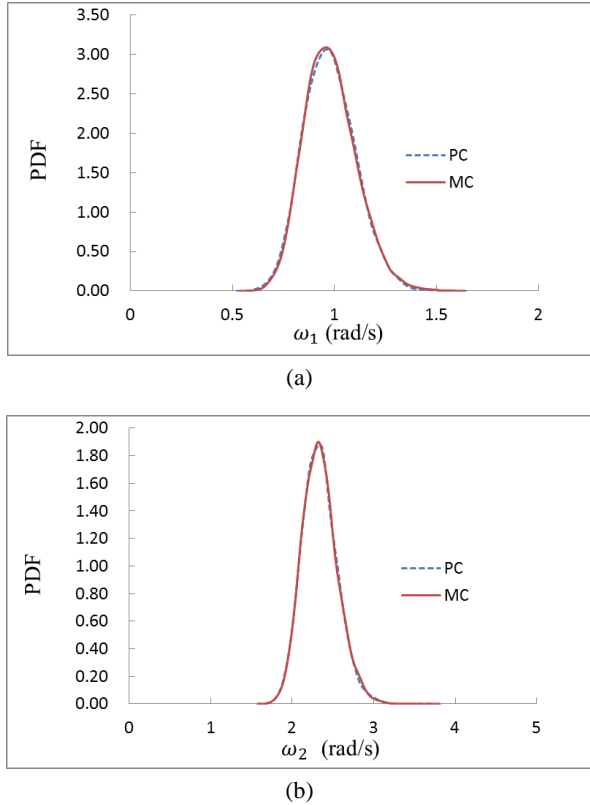 PDF
3.50
3.00
2.50
2.00
1.50
1.00
0.50
0.00
0 0.5 1 1.5 2
ω1 (rad/s)
PC
MC
(a)
PDF
2.00
1.80
1.60
1.40
1.20
1.00
0.80
0.60
0.40
0.20
0.00
0 1 2 3 4 5
ω2 (rad/s)
PC
MC
(b)